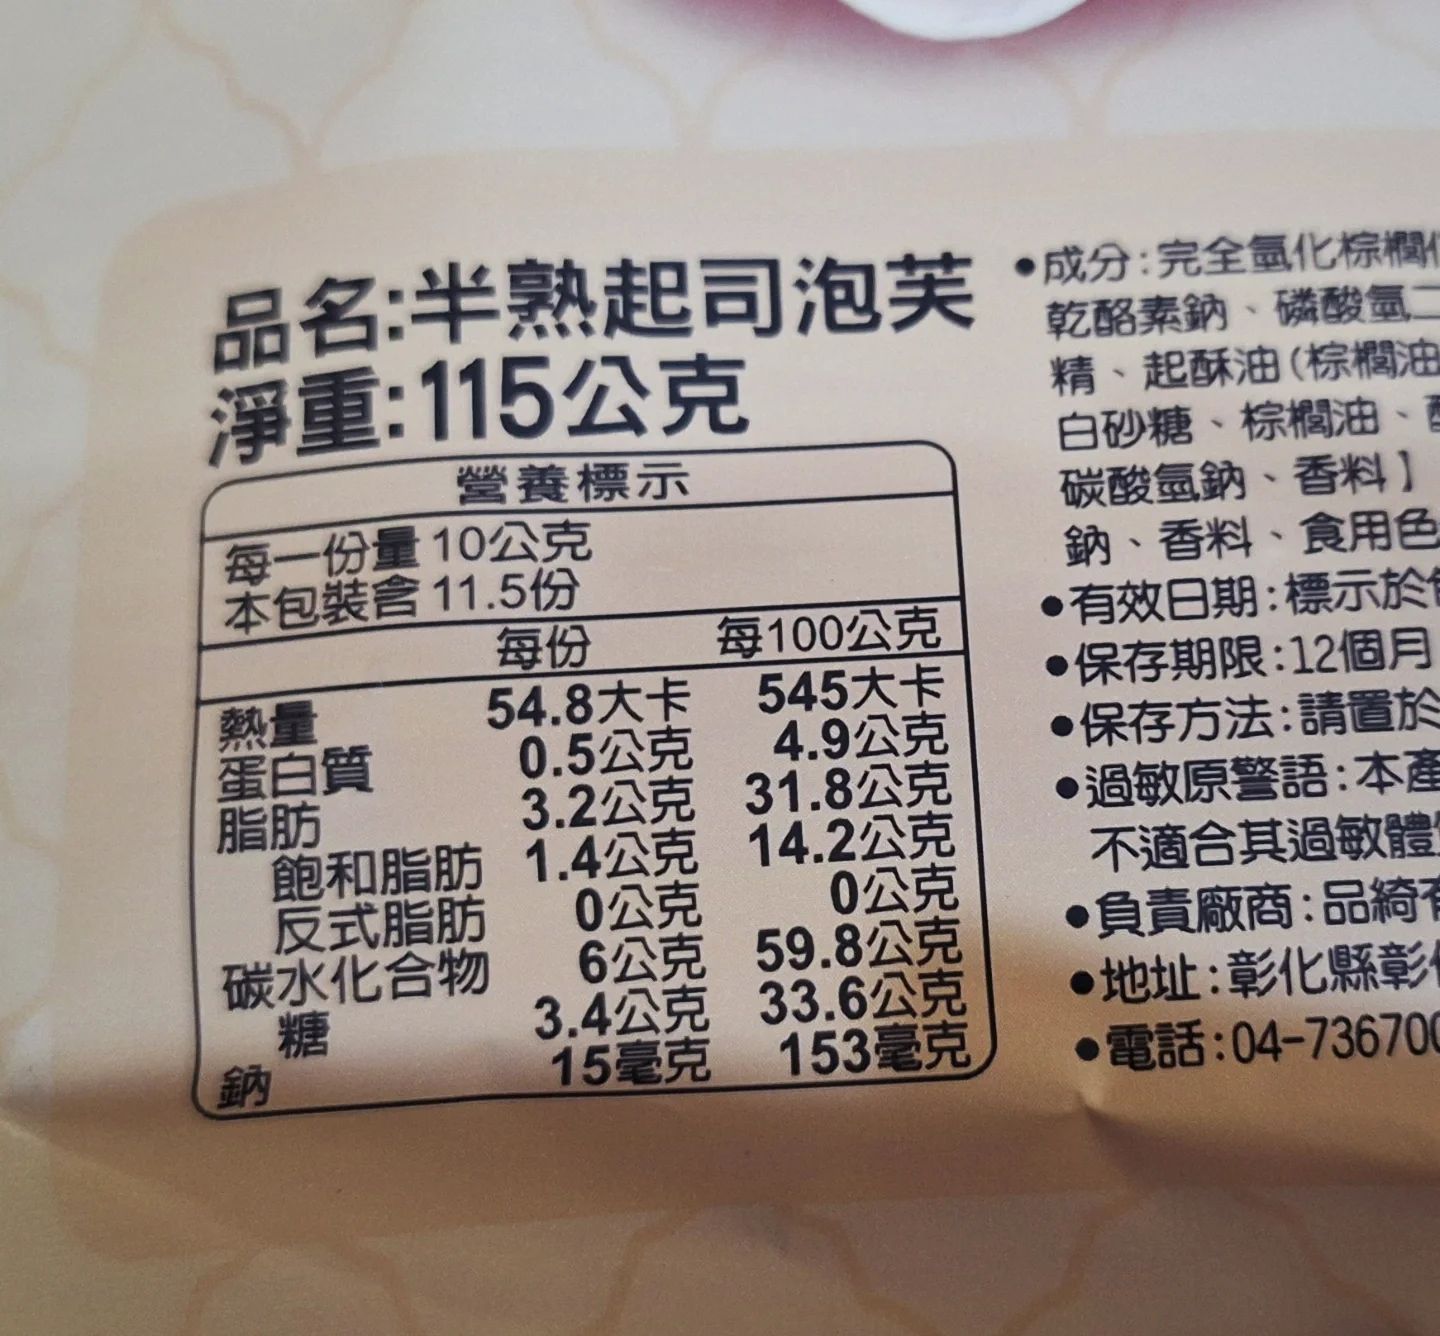 品名:半熟起司泡芙
淨重:115公克
營養標示
每一份量 10公克
本包裝含 11.5份
每份 每100公克
熱量 54.8大卡 545大卡
蛋白質 0.5公克 4.9公克
脂肪 3.2公克 31.8公克
飽和脂肪 1.4公克 14.2公克
反式脂肪 0公克 0公克
碳水化合物 6公克 59.8公克
糖 3.4公克 33.6公克
鈉 15毫克 153毫克
•成分:完全氫化棕櫚
乾酪素鈉、磷酸氫二
精、起酥油(棕櫚油
白砂糖、棕櫚油、
碳酸氫鈉、香料】
鈉、香料、食用色
•有效日期:標示於
•保存期限:12個月
•保存方法:請置於
•過敏原警語:本產
不適合其過敏體
•負責廠商:品綺
•地址:彰化縣彰
•電話:04-73670